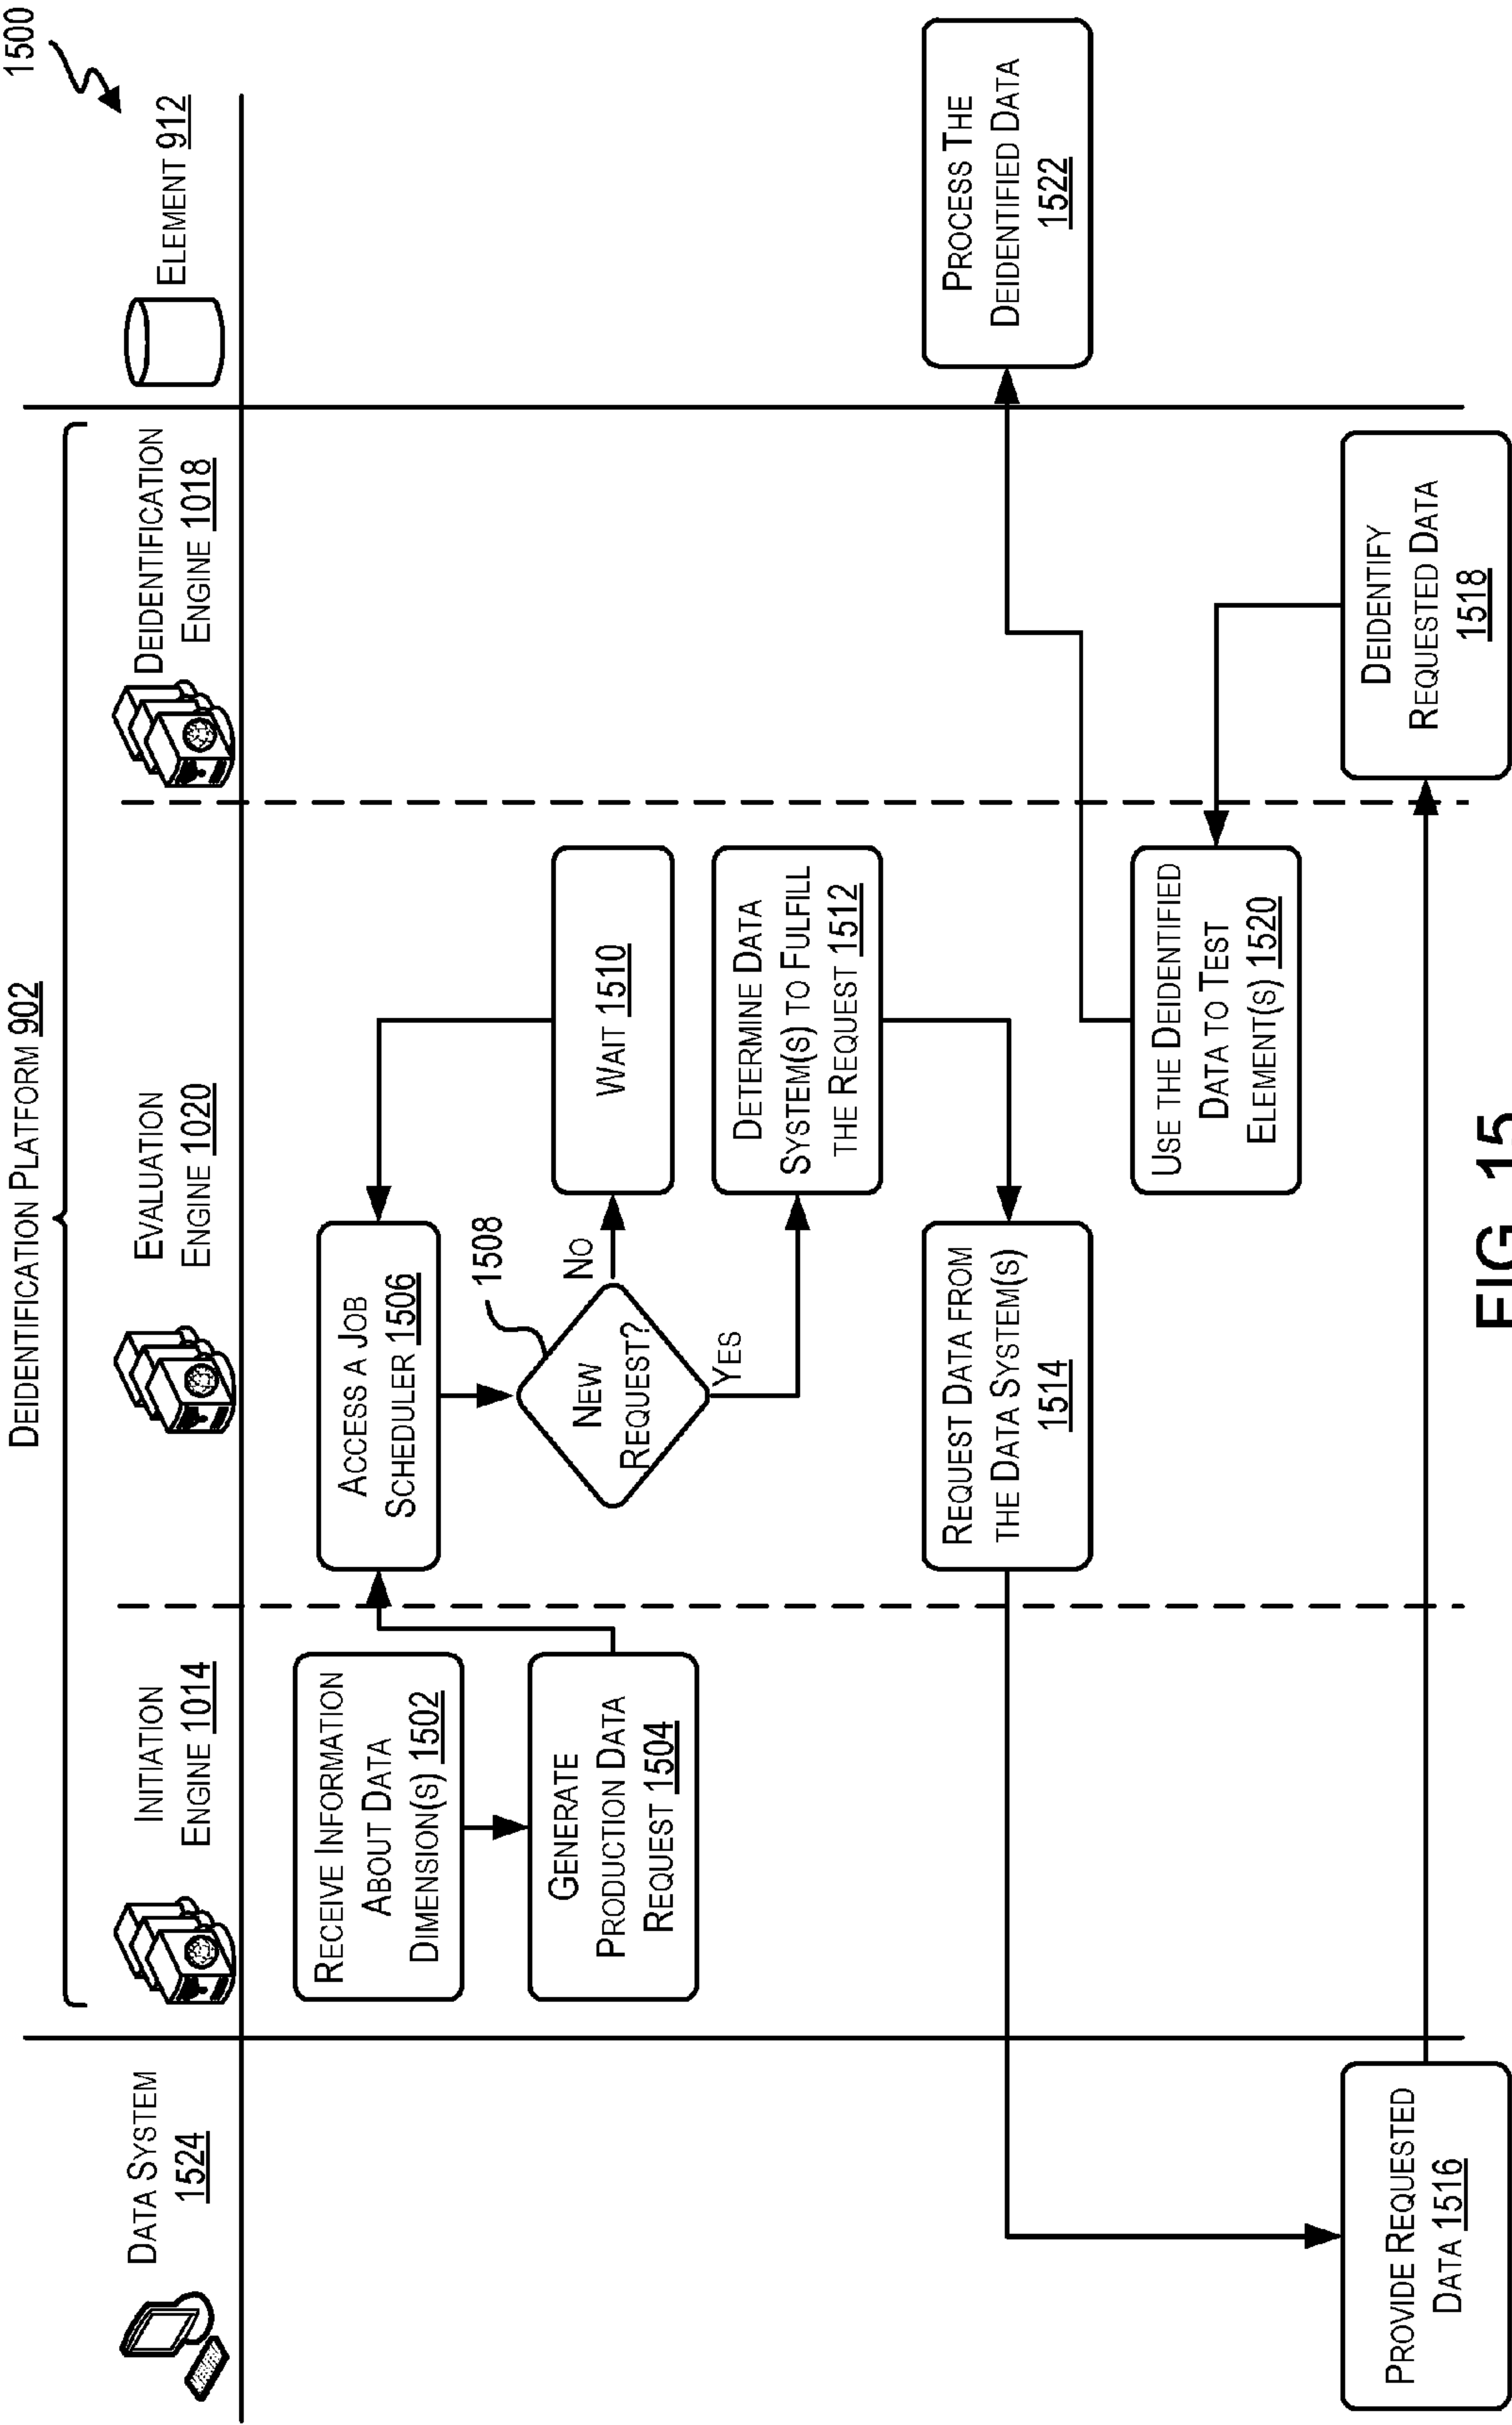 1500
DEIDENTIFICATION PLATFORM 902
DATA SYSTEM
1524
INITIATION
ENGINE 1014
EVALUATION
ENGINE 1020
DEIDENTIFICATION
ENGINE 1018
ELEMENT 912
RECEIVE INFORMATION
ABOUT DATA
DIMENSION(S) 1502
GENERATE
PRODUCTION DATA
REQUEST 1504
ACCESS A JOB
SCHEDULER 1506
1508
NEW
REQUEST?
NO
YES
WAIT 1510
DETERMINE DATA
SYSTEM(S) TO FULFILL
THE REQUEST 1512
REQUEST DATA FROM
THE DATA SYSTEM(S)
1514
PROVIDE REQUESTED
DATA 1516
DEIDENTIFY
REQUESTED DATA
1518
USE THE DEIDENTIFIED
DATA TO TEST
ELEMENT(S) 1520
PROCESS THE
DEIDENTIFIED DATA
1522
FIG. 15